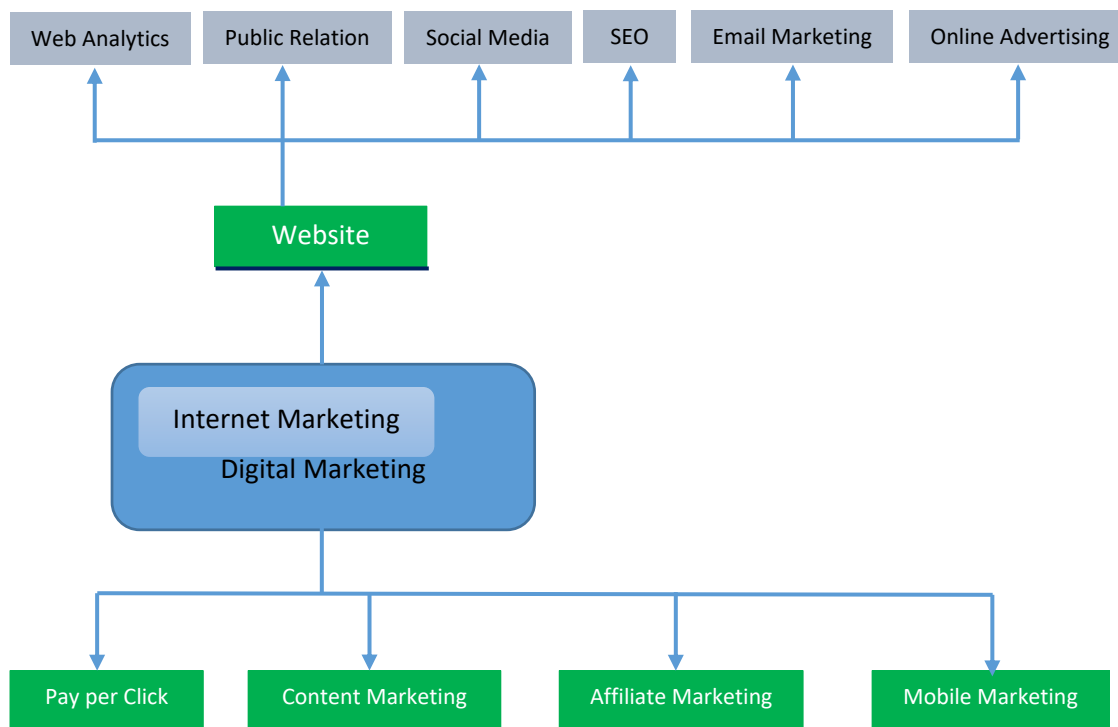 Web Analytics
Public Relation
Social Media
SEO
Email Marketing
Online Advertising
Website
Internet Marketing
Digital Marketing
Pay per Click
Content Marketing
Affiliate Marketing
Mobile Marketing